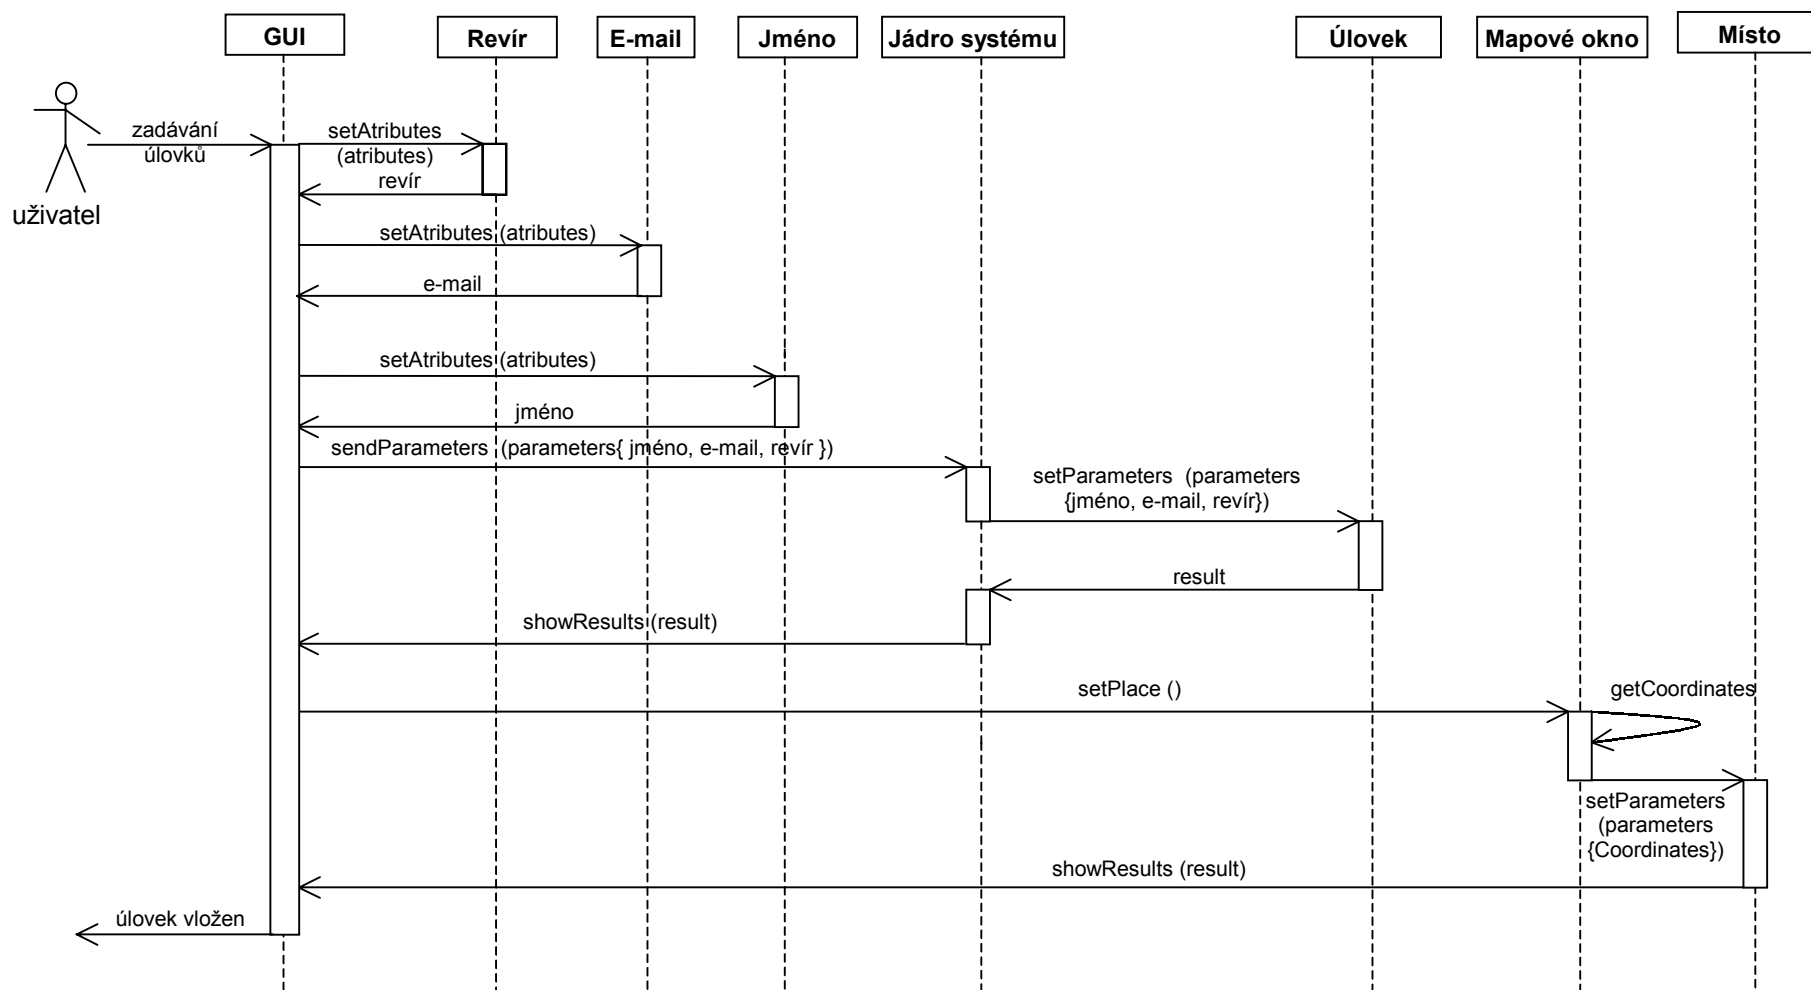 GUI
Revír
E-mail
Jméno
Jádro systému
Úlovek
Mapové okno
Místo
uživatel
zadávání
úlovků
setAtributes
(atributes)
revír
setAtributes (atributes)
e-mail
setAtributes (atributes)
jméno
sendParameters (parameters{ jméno, e-mail, revír })
setParameters (parameters
{jméno, e-mail, revír})
result
showResults (result)
setPlace ()
getCoordinates
setParameters
(parameters
{Coordinates})
showResults (result)
úlovek vložen